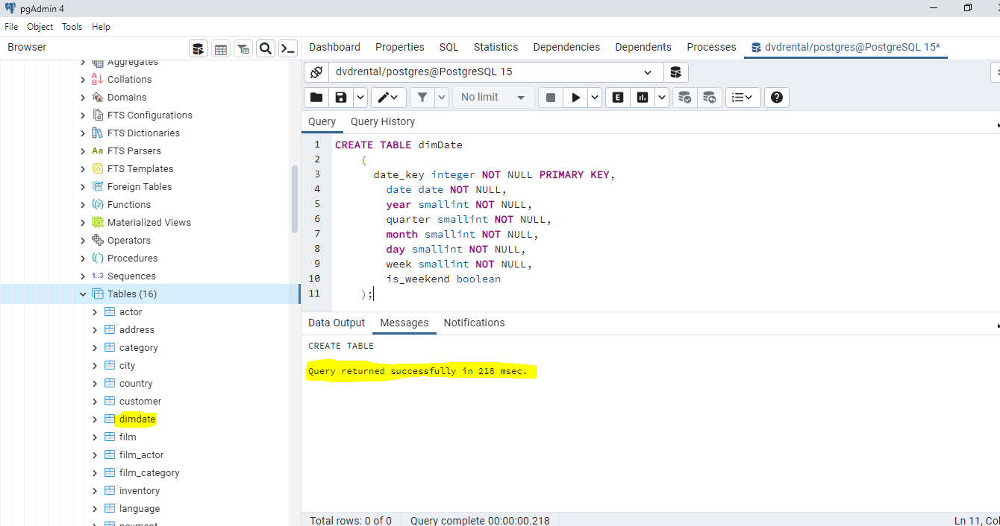 pgAdmin 4
File Object Tools Help
Browser
Dashboard Properties SQL Statistics Dependencies Dependents Processes dvdrental/postgres@PostgreSQL 15*
Aggregates
Collations
Domains
FTS Configurations
FTS Dictionaries
Aa FTS Parsers
FTS Templates
Foreign Tables
Functions
Materialized Views
Operators
Procedures
1..3 Sequences
Tables (16)
actor
address
category
city
country
customer
dimdate
film
film_actor
film_category
inventory
language
payment
dvdrental/postgres@PostgreSQL 15
No limit
E
Query Query History
1 CREATE TABLE dimDate
2 (
3 date_key integer NOT NULL PRIMARY KEY,
4 date date NOT NULL,
5 year smallint NOT NULL,
6 quarter smallint NOT NULL,
7 month smallint NOT NULL,
8 day smallint NOT NULL,
9 week smallint NOT NULL,
10 is_weekend boolean
11 );
Data Output Messages Notifications
CREATE TABLE
Query returned successfully in 218 msec.
Total rows: 0 of 0 Query complete 00:00:00.218 Ln 11, Col